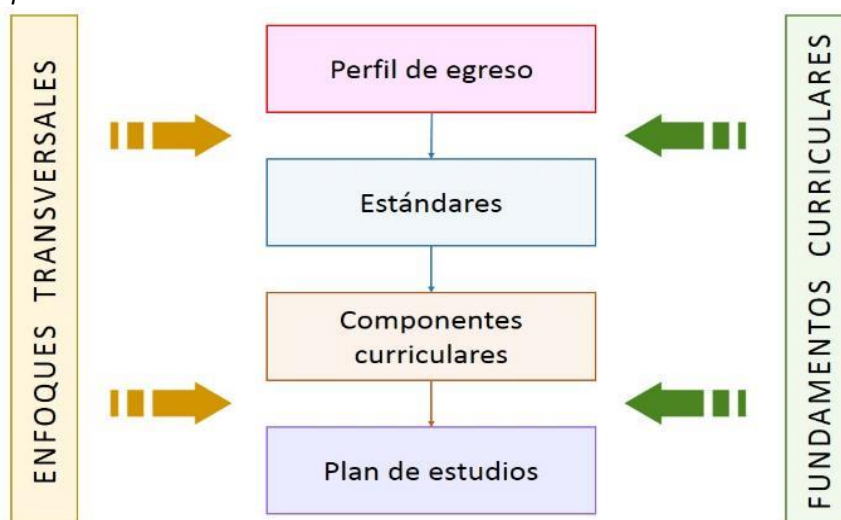 ENFOQUES TRANSVERSALES
Perfil de egreso
Estándares
Componentes
curriculares
Plan de estudios
FUNDAMENTOS CURRICULARES